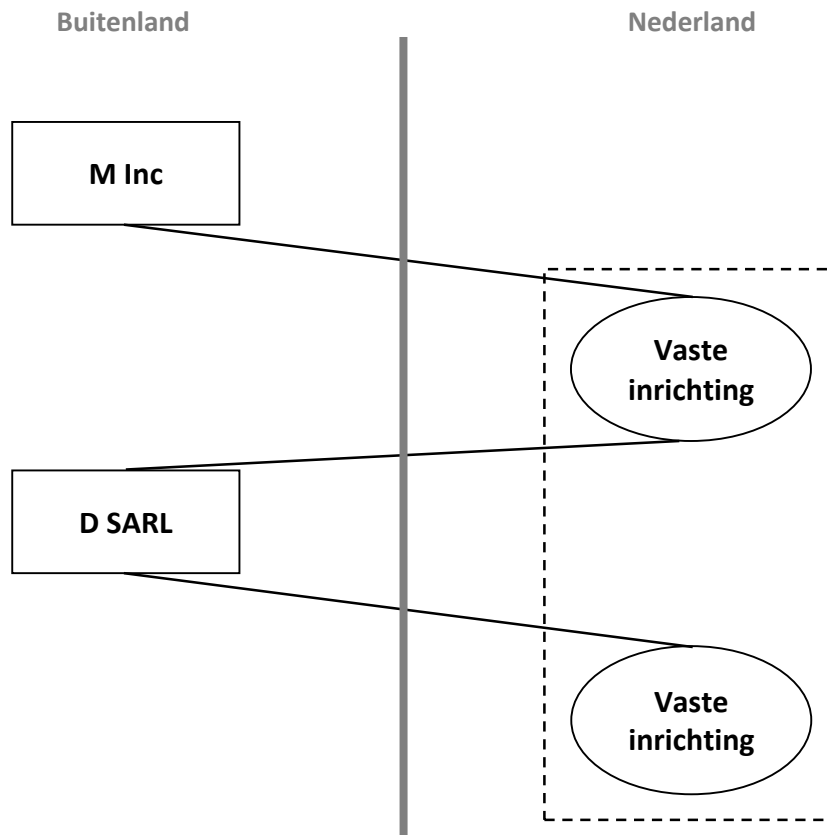 Buitenland
Nederland
M Inc
Vaste
inrichting
D SARL
Vaste
inrichting